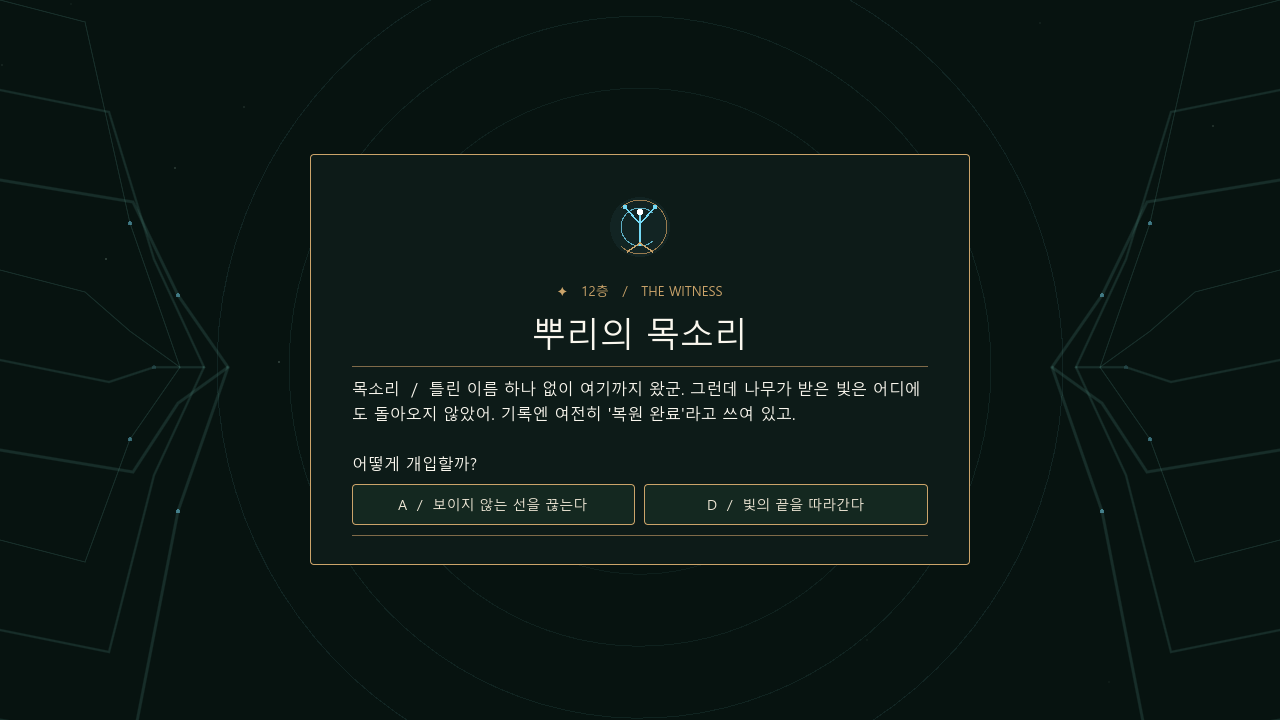 ✦ 12층 / THE WITNESS
뿌리의 목소리
목소리 / 틀린 이름 하나 없이 여기까지 왔군. 그런데 나무가 받은 빛은 어디에
도 돌아오지 않았어. 기록엔 여전히 '복원 완료'라고 쓰여 있고.
어떻게 개입할까?
A / 보이지 않는 선을 끊는다
D / 빛의 끝을 따라간다